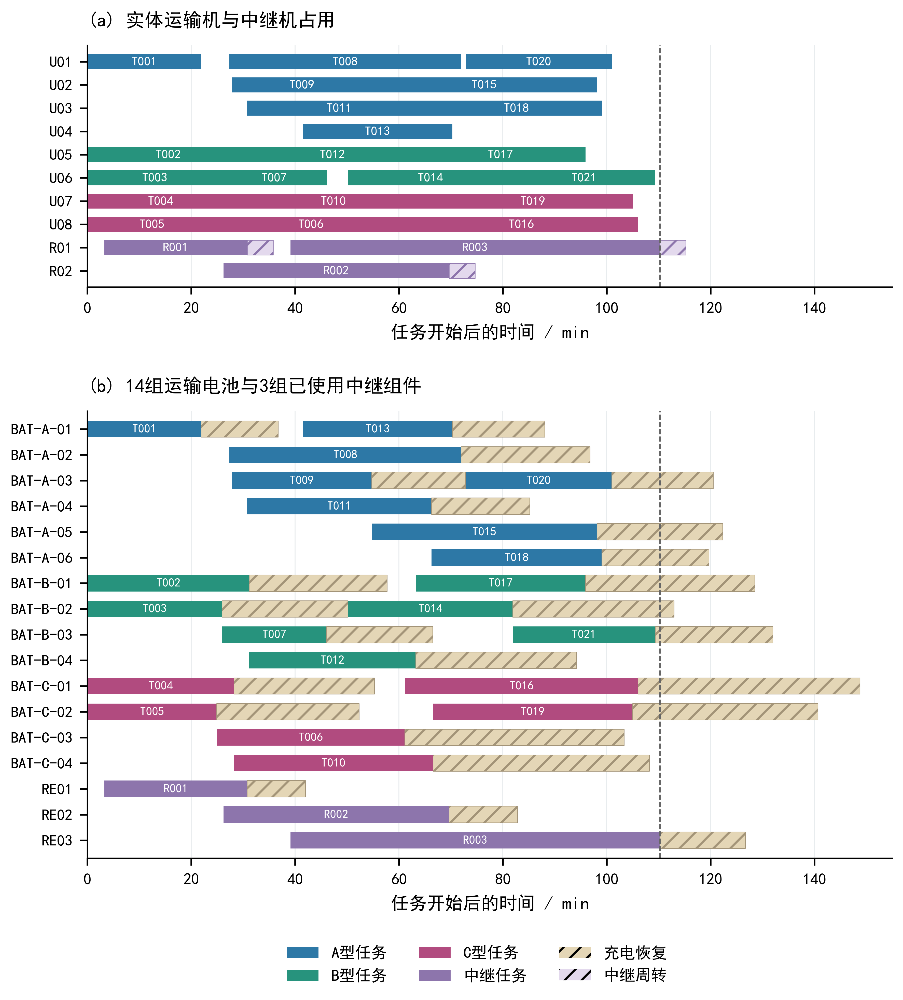 (a) 实体运输机与中继机占用
U01 T001 T008 T020
U02 T009 T015
U03 T011 T018
U04 T013
U05 T002 T012 T017
U06 T003 T007 T014 T021
U07 T004 T010 T019
U08 T005 T006 T016
R01 R001 R003
R02 R002
0 20 40 60 80 100 120 140
任务开始后的时间 / min
(b) 14组运输电池与3组已使用中继组件
BAT-A-01 T001 T013
BAT-A-02 T008
BAT-A-03 T009 T020
BAT-A-04 T011
BAT-A-05 T015
BAT-A-06 T018
BAT-B-01 T002 T017
BAT-B-02 T003 T014
BAT-B-03 T007 T021
BAT-B-04 T012
BAT-C-01 T004 T016
BAT-C-02 T005 T019
BAT-C-03 T006
BAT-C-04 T010
RE01 R001
RE02 R002
RE03 R003
0 20 40 60 80 100 120 140
任务开始后的时间 / min
A型任务 C型任务 充电恢复
B型任务 中继任务 中继周转